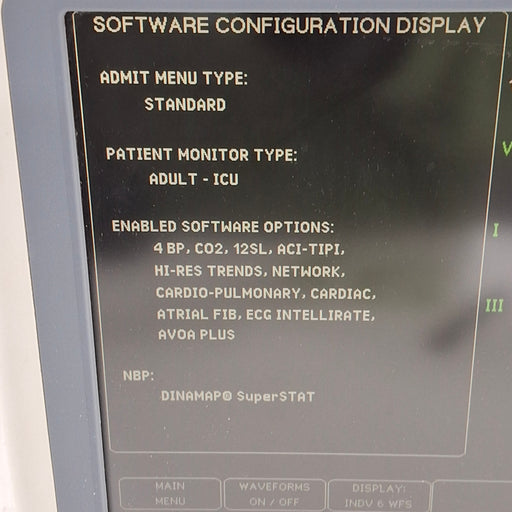 SOFTWARE CONFIGURATION DISPLAY
ADMIT MENU TYPE:
STANDARD
PATIENT MONITOR TYPE:
ADULT - ICU
ENABLED SOFTWARE OPTIONS:
4 BP, CO2, 12SL, ACI-TIPI,
HI-RES TRENDS, NETWORK,
CARDIO-PULMONARY, CARDIAC,
ATRIAL FIB, ECG INTELLIRATE,
AVOA PLUS
NBP:
DINAMAP® SuperSTAT
V
I
III
MAIN
MENU
WAVEFORMS
ON / OFF
DISPLAY:
INDV 6 WFS